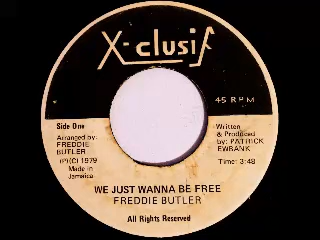 X-clusif
45 RPM
Side One
Arranged by:
FREDDIE
BUTLER
(P)(C) 1979
Made in
Jamaica
Written
& Produced
by: PATRICK
EWBANK
Time: 3:48
WE JUST WANNA BE FREE
FREDDIE BUTLER
All Rights Reserved